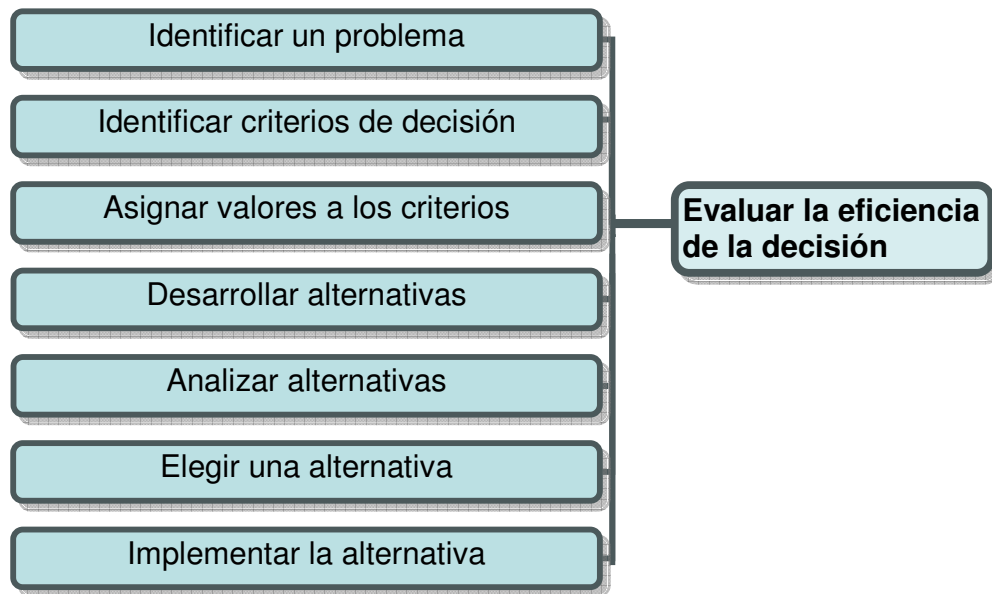 Identificar un problema
Identificar criterios de decisión
Asignar valores a los criterios
Desarrollar alternativas
Analizar alternativas
Elegir una alternativa
Implementar la alternativa
Evaluar la eficiencia
de la decisión